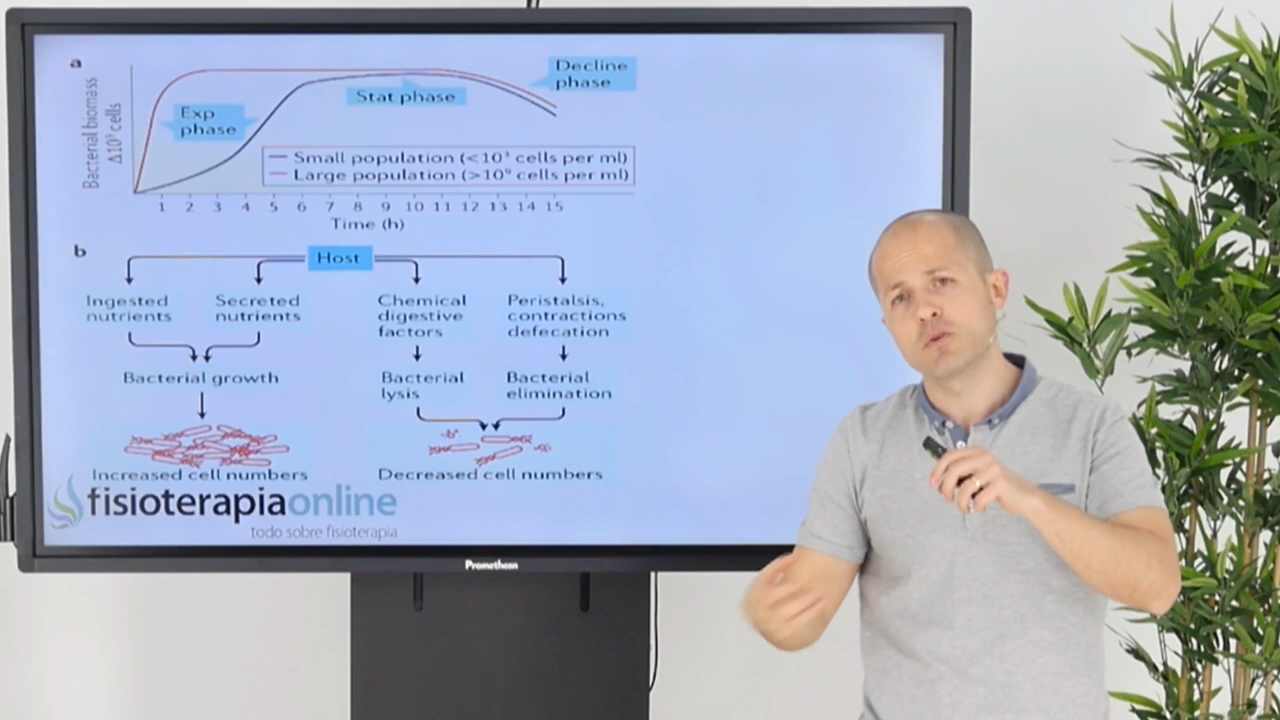 a
Bacterial biomass
Δ10⁹ cells
Exp
phase
Stat phase
Decline
phase
Small population (<10³ cells per ml)
Large population (>10⁹ cells per ml)
1 2 3 4 5 6 7 8 9 10 11 12 13 14 15
Time (h)
b
Host
Ingested
nutrients
Secreted
nutrients
Chemical
digestive
factors
Peristalsis,
contractions
defecation
Bacterial growth
Bacterial
lysis
Bacterial
elimination
Increased cell numbers
Decreased cell numbers
fisioterapiaonline
todo sobre fisioterapia
Promethean